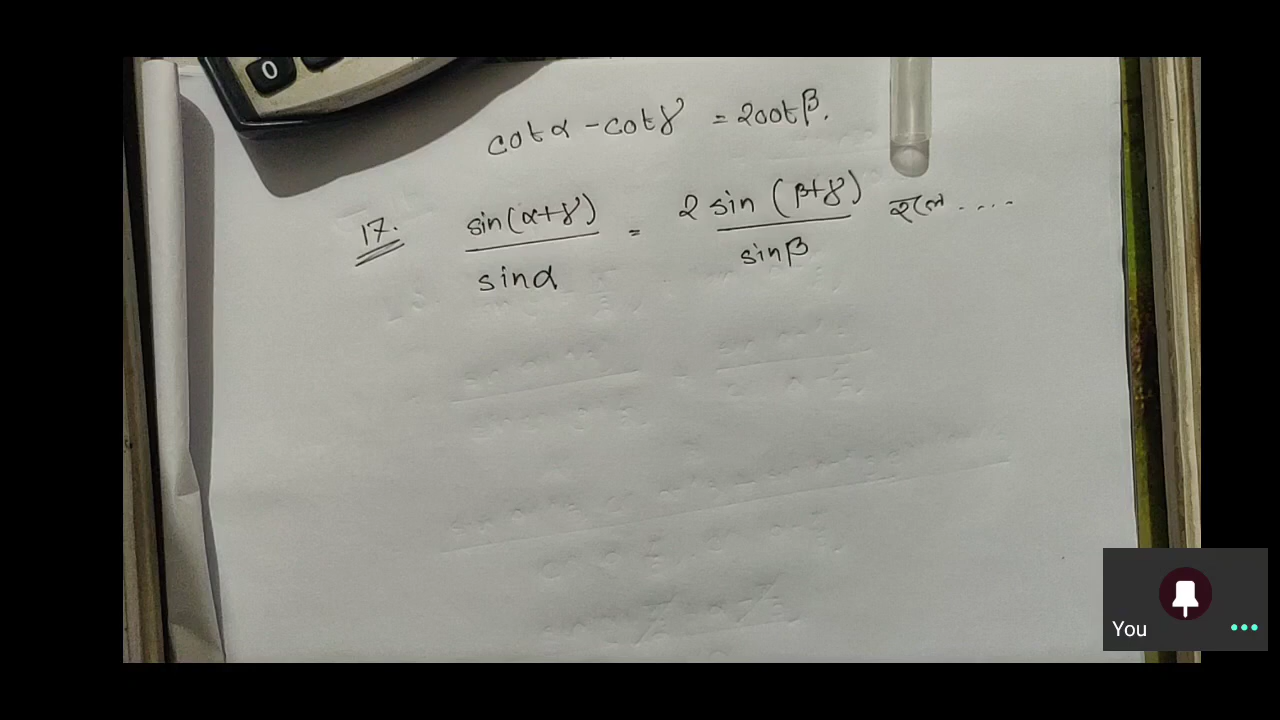 0
cot α - cot γ = 2cot β.
17. sin(α+γ) / sin α = 2 sin (β+γ) / sin β হলে ....
You